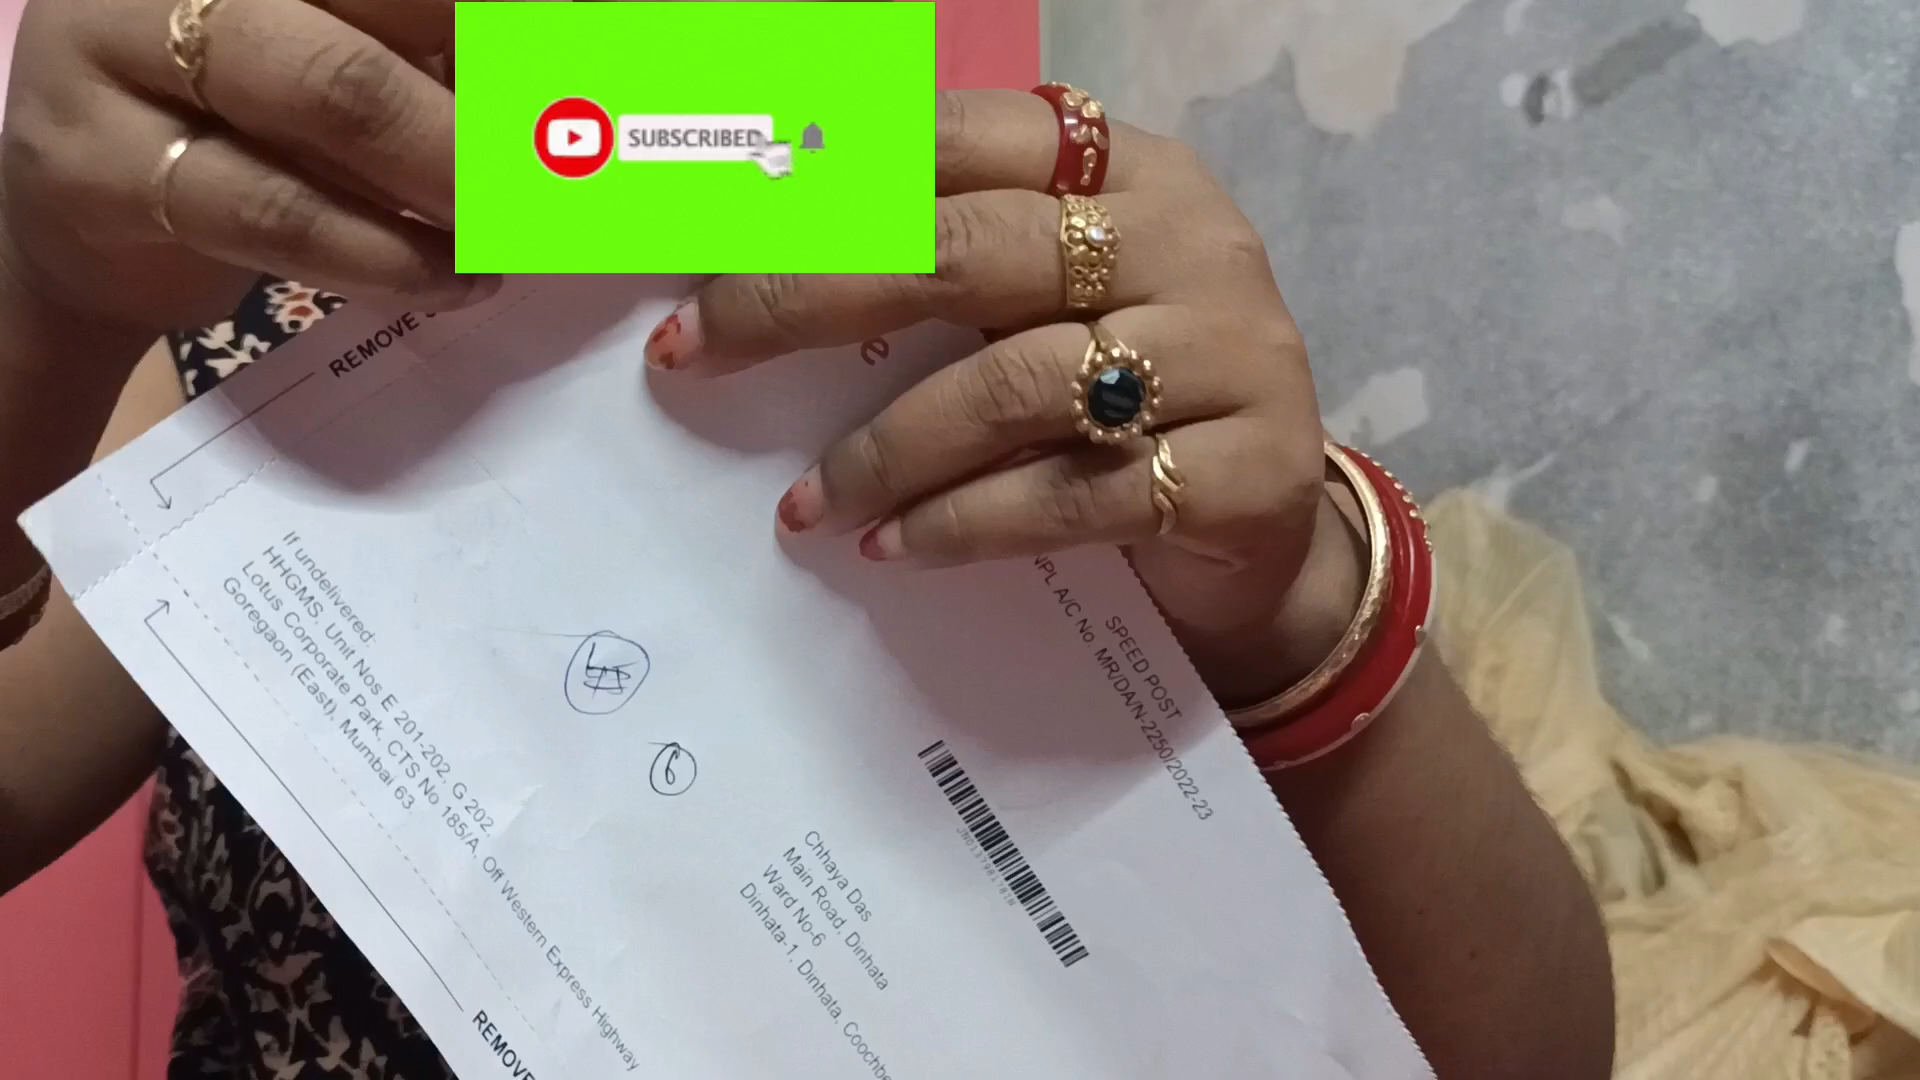 SUBSCRIBED
REMOVE
e
SPEED POST
NPL A/C No. MR/DA/N-2250/2022-23
If undelivered:
HHGMS, Unit Nos E 201-202, G 202,
Lotus Corporate Park, CTS No 185/A, Off Western Express Highway
Goregaon (East), Mumbai 63
6
Chhaya Das
Main Road, Dinhata
Ward No-6
Dinhata-1, Dinhata,
REMOVE